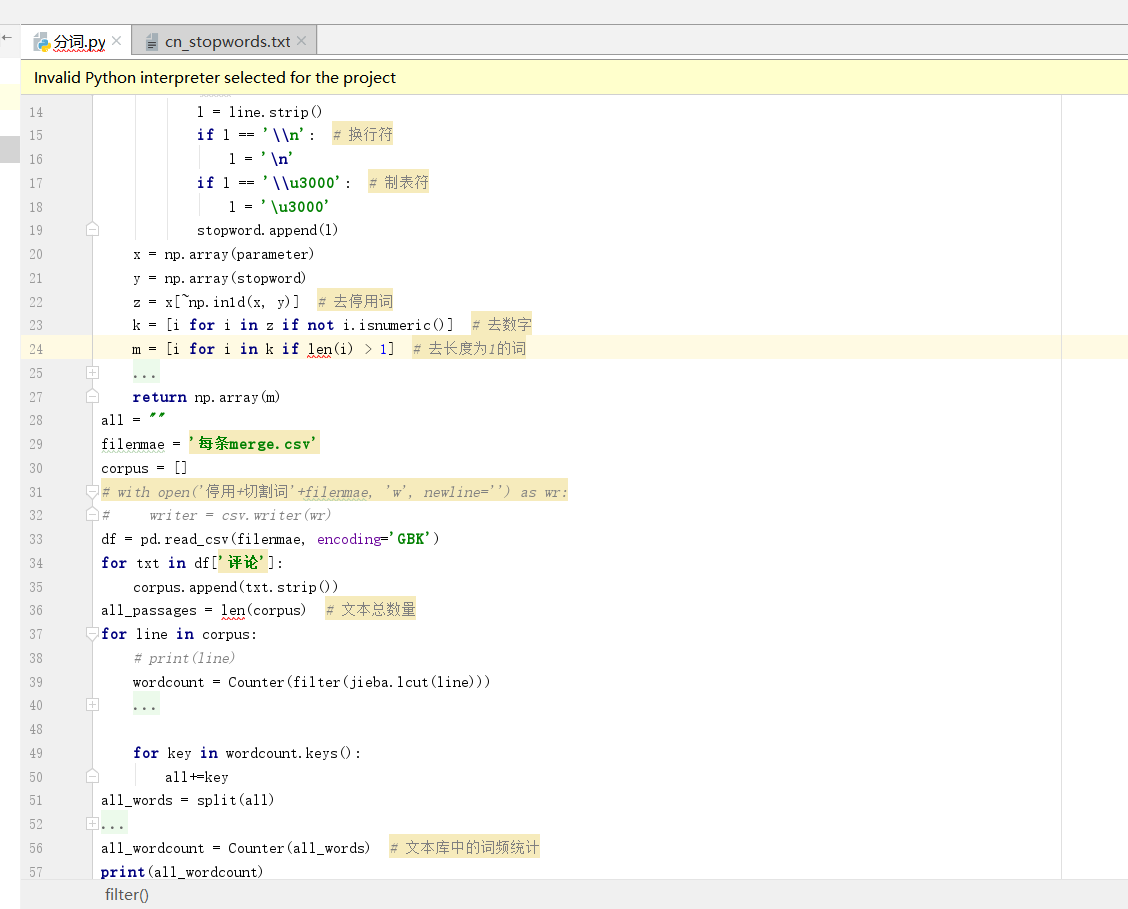 分词.py
cn_stopwords.txt
Invalid Python interpreter selected for the project
14 l = line.strip()
15 if l == '\\n': # 换行符
16 l = '\n'
17 if l == '\\u3000': # 制表符
18 l = '\u3000'
19 stopword.append(l)
20 x = np.array(parameter)
21 y = np.array(stopword)
22 z = x[~np.in1d(x, y)] # 去停用词
23 k = [i for i in z if not i.isnumeric()] # 去数字
24 m = [i for i in k if len(i) > 1] # 去长度为1的词
25 ...
27 return np.array(m)
28 all = ""
29 filenmae = '每条merge.csv'
30 corpus = []
31 # with open('停用+切割词'+filenmae, 'w', newline='') as wr:
32 # writer = csv.writer(wr)
33 df = pd.read_csv(filenmae, encoding='GBK')
34 for txt in df['评论']:
35 corpus.append(txt.strip())
36 all_passages = len(corpus) # 文本总数量
37 for line in corpus:
38 # print(line)
39 wordcount = Counter(filter(jieba.lcut(line)))
40 ...
48
49 for key in wordcount.keys():
50 all+=key
51 all_words = split(all)
52 ...
56 all_wordcount = Counter(all_words) # 文本库中的词频统计
57 print(all_wordcount)
filter()